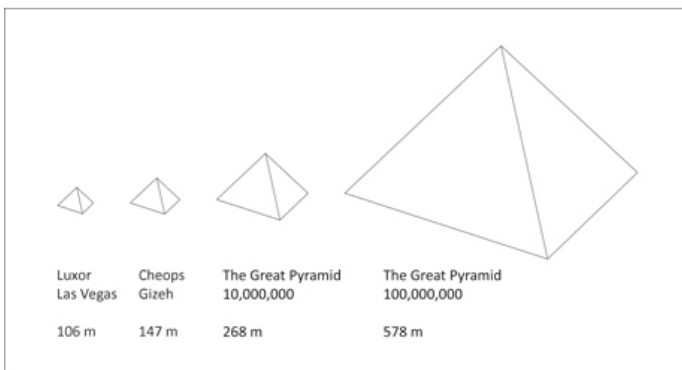 Luxor
Las Vegas
106 m
Cheops
Gizeh
147 m
The Great Pyramid
10,000,000
268 m
The Great Pyramid
100,000,000
578 m